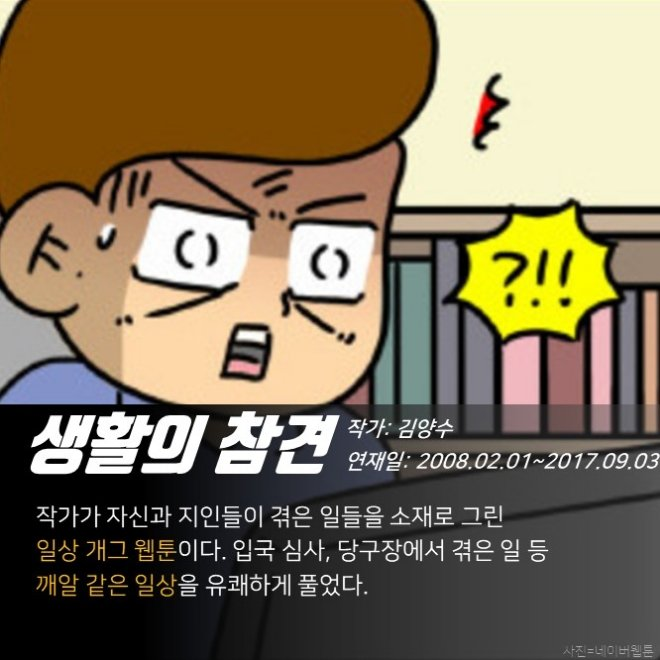 ?!!
생활의 참견
작가: 김양수
연재일: 2008.02.01~2017.09.03
작가가 자신과 지인들이 겪은 일들을 소재로 그린
일상 개그 웹툰이다. 입국 심사, 당구장에서 겪은 일 등
깨알 같은 일상을 유쾌하게 풀었다.
사진=네이버웹툰